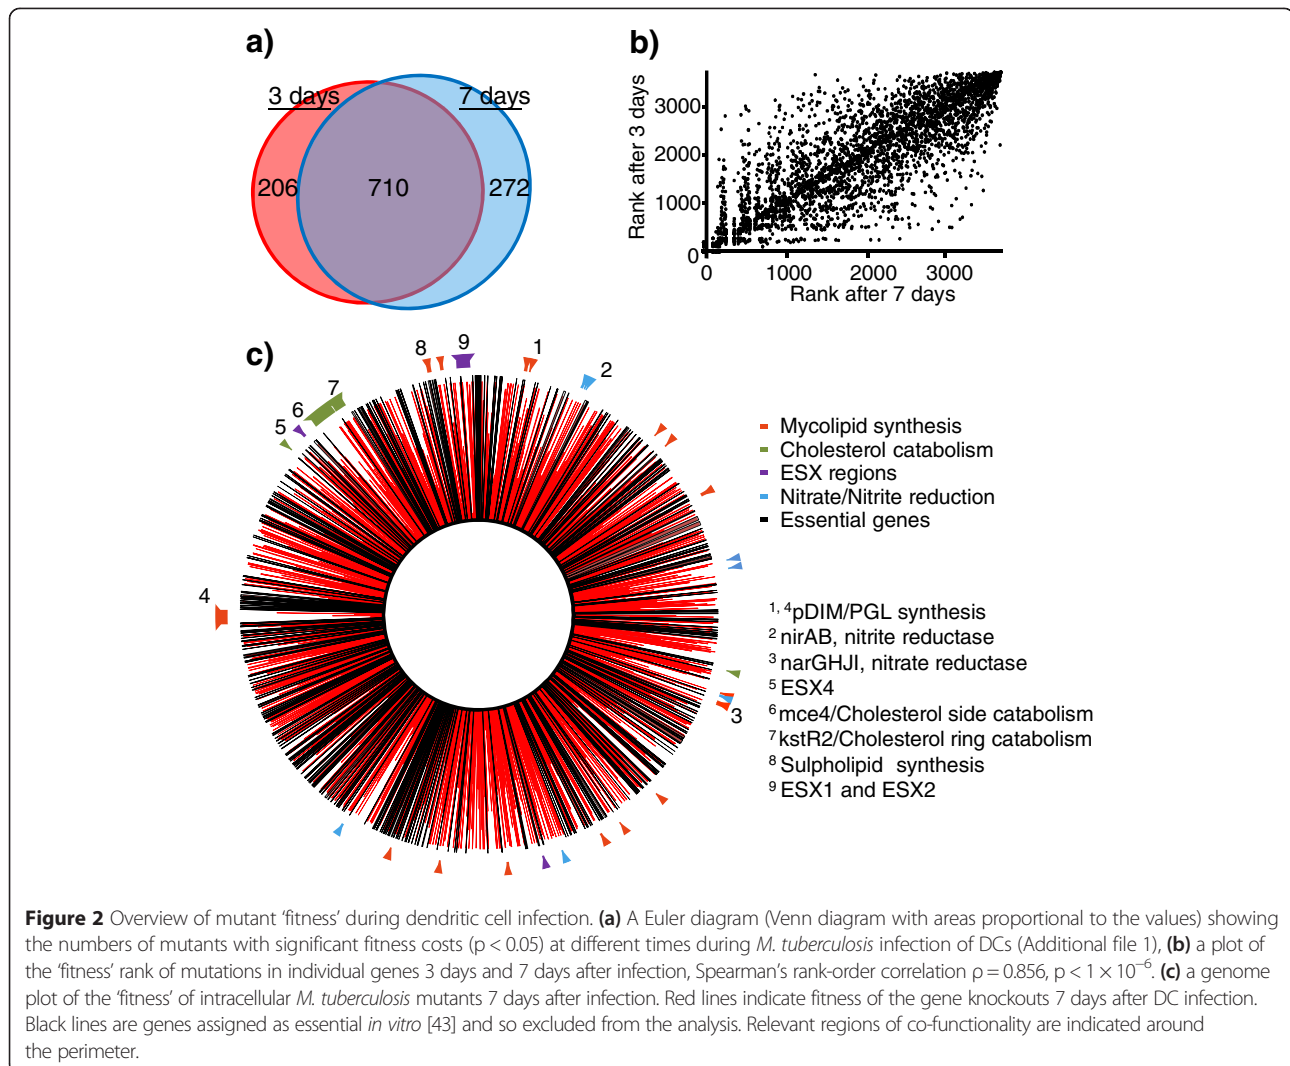 a)
3 days
7 days
206
710
272
b)
Rank after 3 days
3000
2000
1000
0
0
1000
2000
3000
Rank after 7 days
c)
1
2
3
4
5
6
7
8
9
Mycolipid synthesis
Cholesterol catabolism
ESX regions
Nitrate/Nitrite reduction
Essential genes
1, 4 pDIM/PGL synthesis
2 nirAB, nitrite reductase
3 narGHJI, nitrate reductase
5 ESX4
6 mce4/Cholesterol side catabolism
7 kstR2/Cholesterol ring catabolism
8 Sulpholipid synthesis
9 ESX1 and ESX2
Figure 2 Overview of mutant ‘fitness’ during dendritic cell infection. (a) A Euler diagram (Venn diagram with areas proportional to the values) showing
the numbers of mutants with significant fitness costs (p < 0.05) at different times during M. tuberculosis infection of DCs (Additional file 1), (b) a plot of
the ‘fitness’ rank of mutations in individual genes 3 days and 7 days after infection, Spearman’s rank-order correlation ρ = 0.856, p < 1 × 10⁻⁶. (c) a genome
plot of the ‘fitness’ of intracellular M. tuberculosis mutants 7 days after infection. Red lines indicate fitness of the gene knockouts 7 days after DC infection.
Black lines are genes assigned as essential in vitro [43] and so excluded from the analysis. Relevant regions of co-functionality are indicated around
the perimeter.